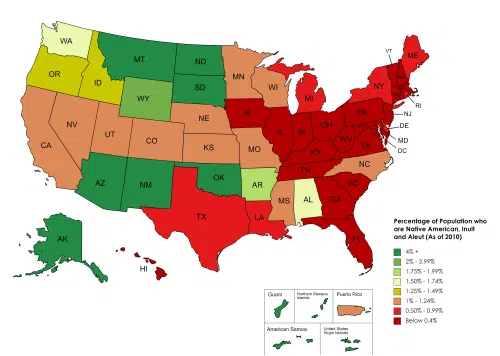 WA
MT
ND
ME
VT
OR
ID
SD
MN
WI
MI
NY
WY
RI
NJ
IA
PA
DE
NE
NV
UT
CO
IL
IN
OH
MD
DC
WV
VA
CA
KS
MO
KY
NC
TN
AZ
NM
OK
AR
SC
MS
AL
GA
TX
LA
FL
AK
HI
Percentage of Population who
are Native American, Inuit
and Aleut (As of 2010)
4% +
2% - 3.99%
1.75% - 1.99%
1.50% - 1.74%
1.25% - 1.49%
1% - 1.24%
0.50% - 0.99%
Below 0.4%
Guam
Northern Mariana
Islands
Puerto Rico
American Samoa
United States
Virgin Islands